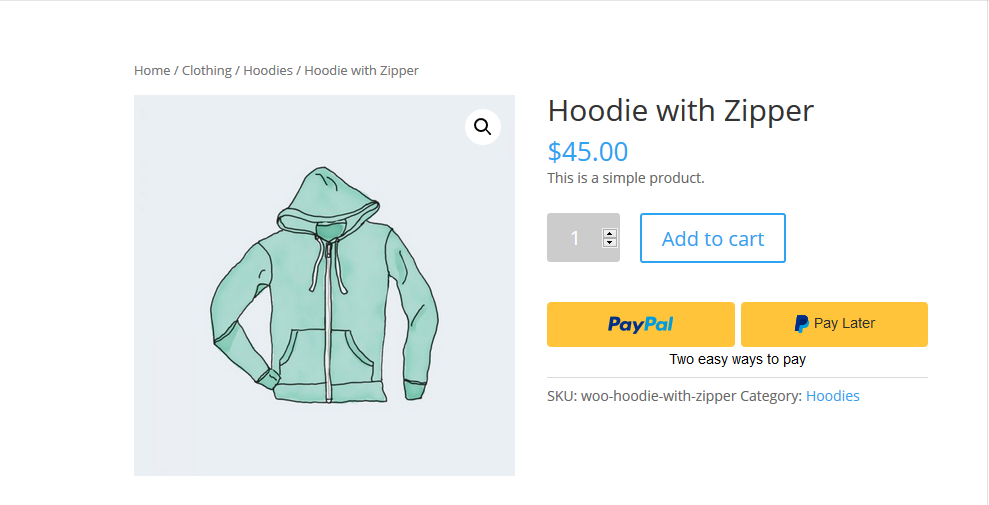 Home / Clothing / Hoodies / Hoodie with Zipper
Hoodie with Zipper
$45.00
This is a simple product.
1
Add to cart
PayPal
Pay Later
Two easy ways to pay
SKU: woo-hoodie-with-zipper Category: Hoodies